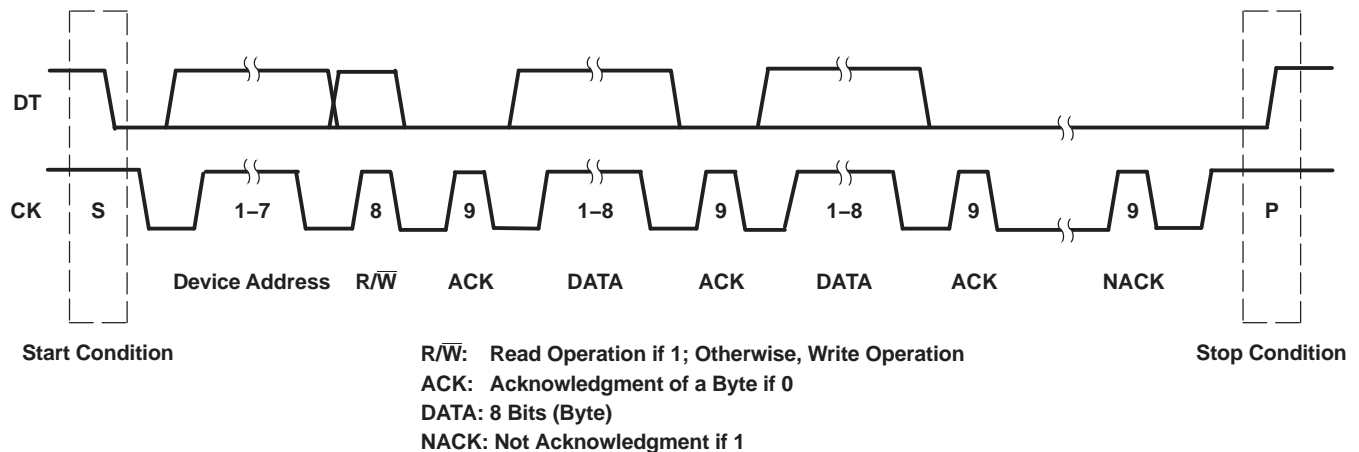 DT
CK
S 1–7 8 9 1–8 9 1–8 9 9 P
Device Address R/W̅ ACK DATA ACK DATA ACK NACK
Start Condition
Stop Condition
R/W̅: Read Operation if 1; Otherwise, Write Operation
ACK: Acknowledgment of a Byte if 0
DATA: 8 Bits (Byte)
NACK: Not Acknowledgment if 1